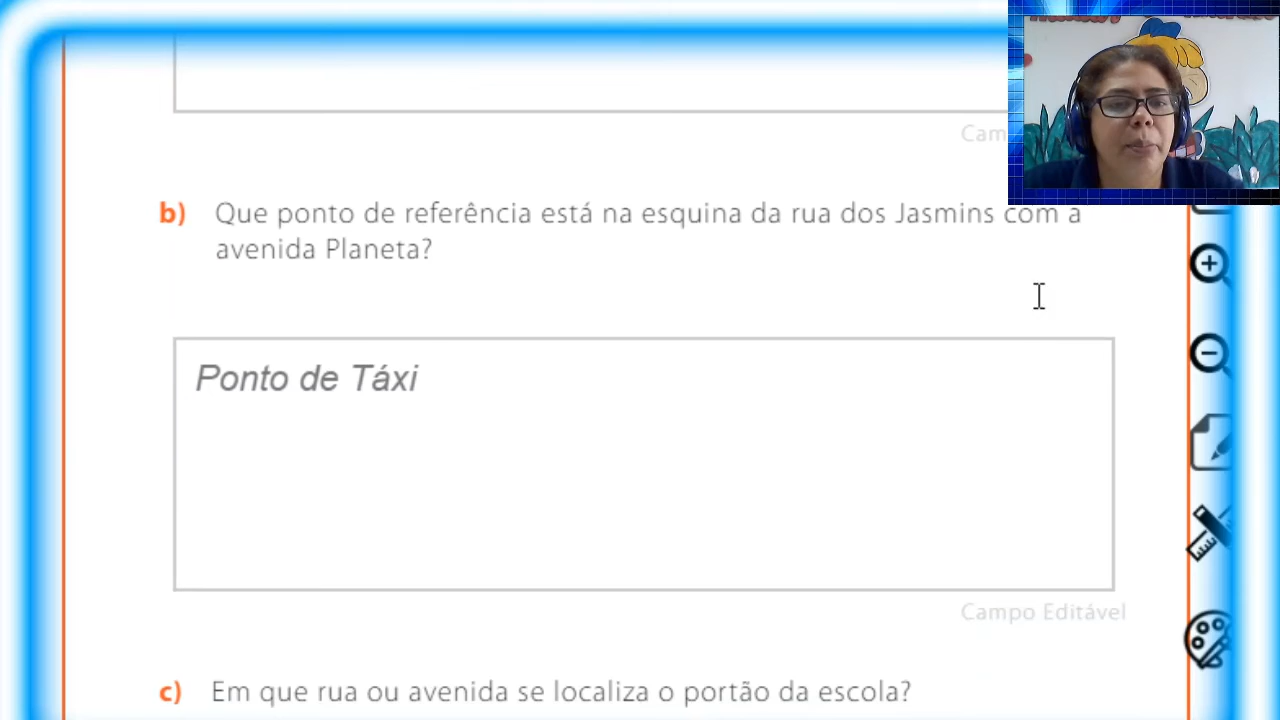 Cam
b) Que ponto de referência está na esquina da rua dos Jasmins com a
avenida Planeta?
Ponto de Táxi
Campo Editável
c) Em que rua ou avenida se localiza o portão da escola?